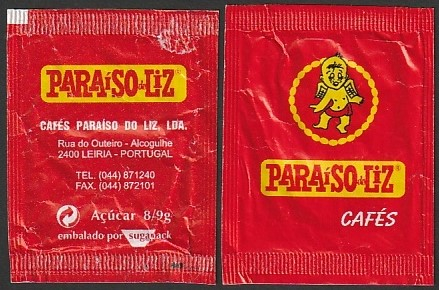 PARAÍSO do LIZ
CAFÉS PARAÍSO DO LIZ, LDA.
Rua do Outeiro - Alcogulhe
2400 LEIRIA - PORTUGAL
TEL. (044) 871240
FAX. (044) 872101
Açúcar 8/9g
embalado por sugarpack
PARAÍSO do LIZ
CAFÉS